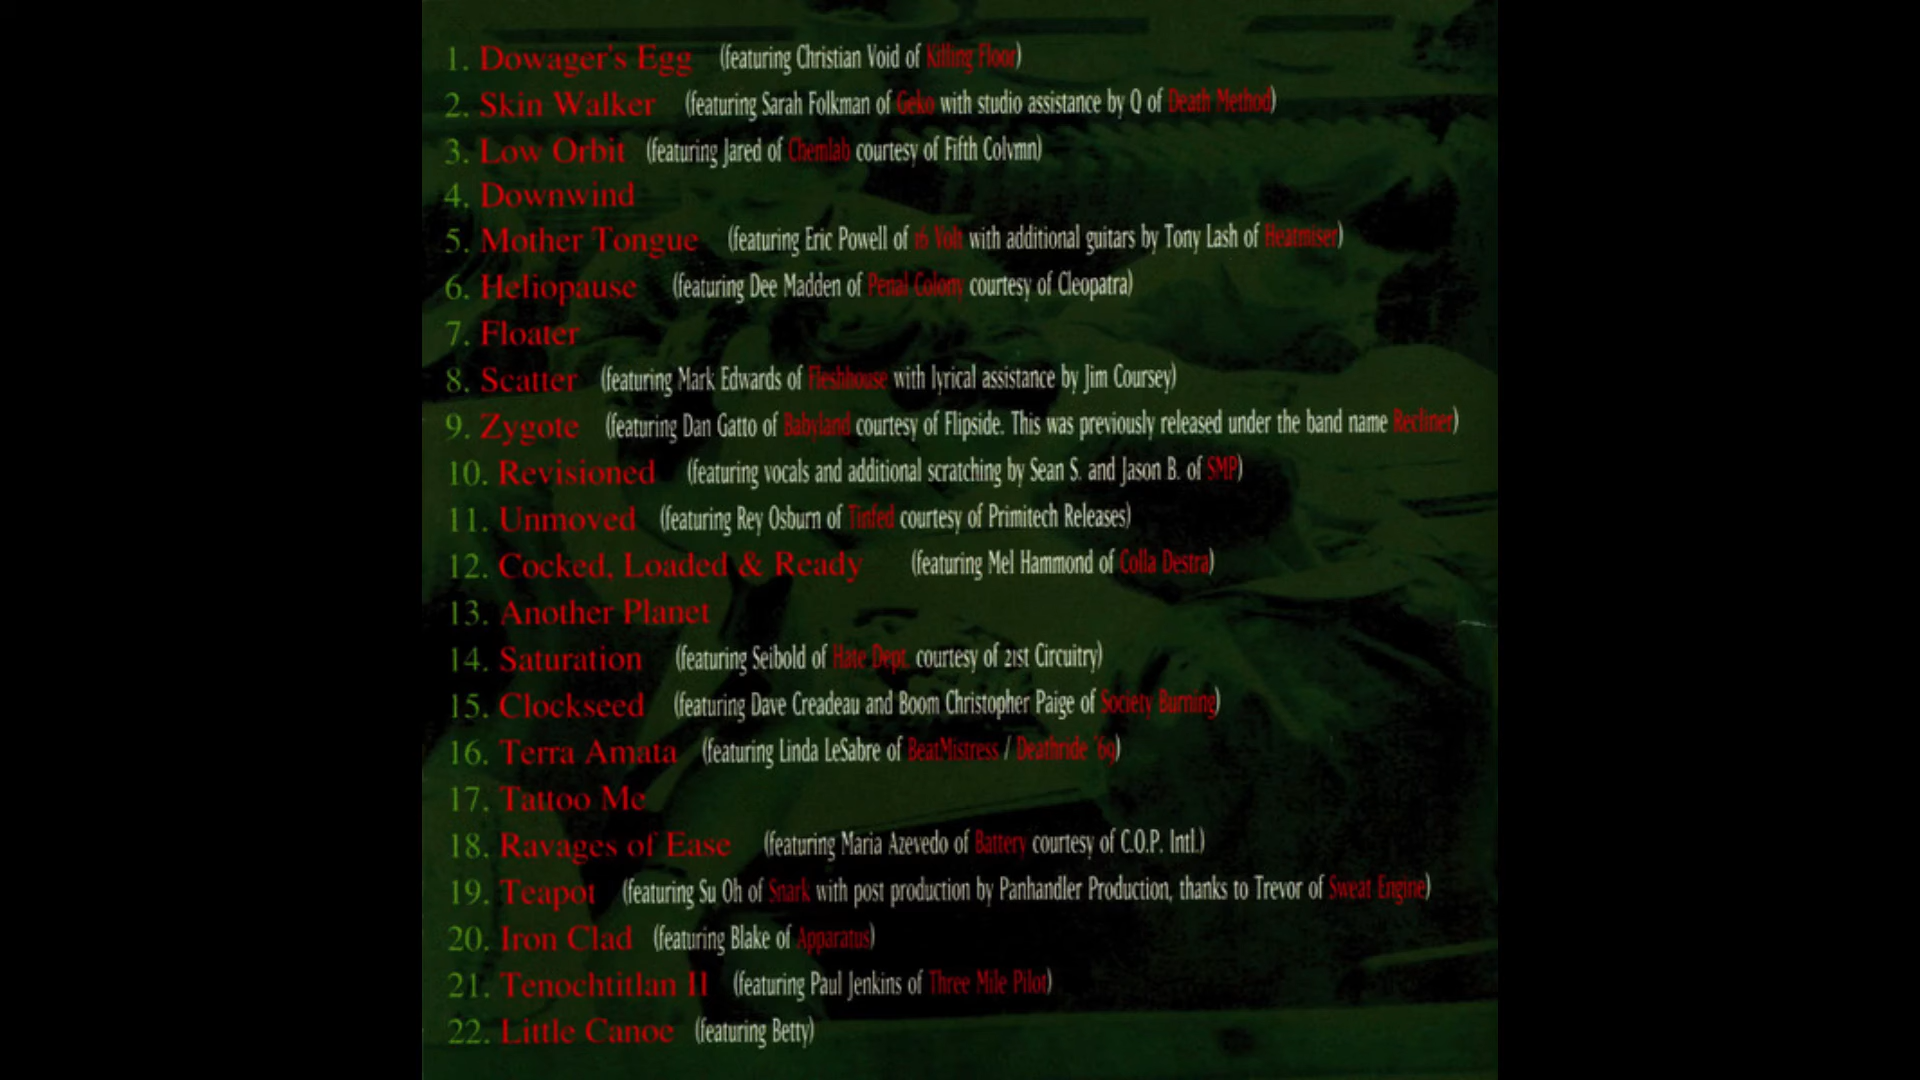 1. Dowager's Egg (featuring Christian Void of Killing Floor)
2. Skin Walker (featuring Sarah Folkman of Geko with studio assistance by Q of Death Method)
3. Low Orbit (featuring Jared of Chemlab courtesy of Fifth Colvmn)
4. Downwind
5. Mother Tongue (featuring Eric Powell of 16 Volt with additional guitars by Tony Lash of Heatmiser)
6. Heliopause (featuring Dee Madden of Penal Colony courtesy of Cleopatra)
7. Floater
8. Scatter (featuring Mark Edwards of Fleshhouse with lyrical assistance by Jim Coursey)
9. Zygote (featuring Dan Gatto of Babyland courtesy of Flipside. This was previously released under the band name Recliner)
10. Revisioned (featuring vocals and additional scratching by Sean S. and Jason B. of SMP)
11. Unmoved (featuring Rey Osburn of Tinfed courtesy of Primitech Releases)
12. Cocked, Loaded & Ready (featuring Mel Hammond of Colla Destra)
13. Another Planet
14. Saturation (featuring Seibold of Hate Dept. courtesy of 21st Circuitry)
15. Clockseed (featuring Dave Creadeau and Boom Christopher Paige of Society Burning)
16. Terra Amata (featuring Linda LeSabre of BeatMistress / Deathride '69)
17. Tattoo Me
18. Ravages of Ease (featuring Maria Azevedo of Battery courtesy of C.O.P. Intl.)
19. Teapot (featuring Su Oh of Snark with post production by Panhandler Production, thanks to Trevor of Sweat Engine)
20. Iron Clad (featuring Blake of Apparatus)
21. Tenochtitlan II (featuring Paul Jenkins of Three Mile Pilot)
22. Little Canoe (featuring Betty)